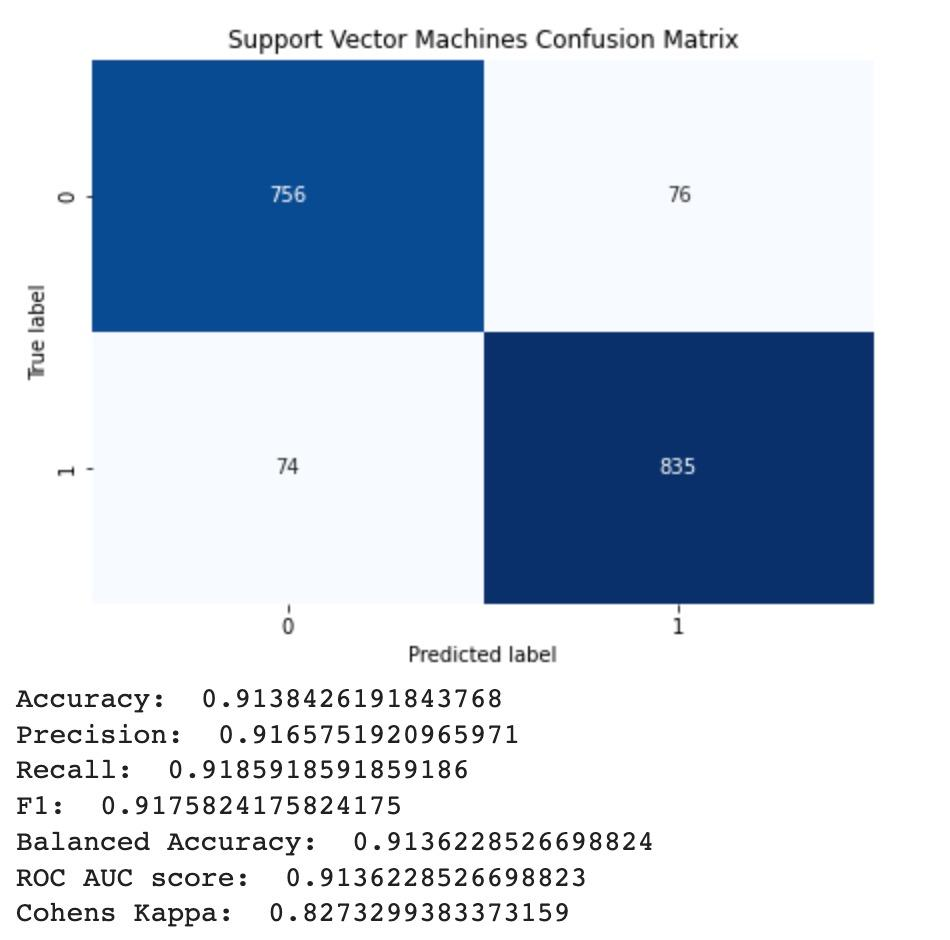 Support Vector Machines Confusion Matrix
756 76
0
True label
74 835
1
0 1
Predicted label
Accuracy: 0.9138426191843768
Precision: 0.9165751920965971
Recall: 0.9185918591859186
F1: 0.9175824175824175
Balanced Accuracy: 0.9136228526698824
ROC AUC score: 0.9136228526698823
Cohens Kappa: 0.8273299383373159